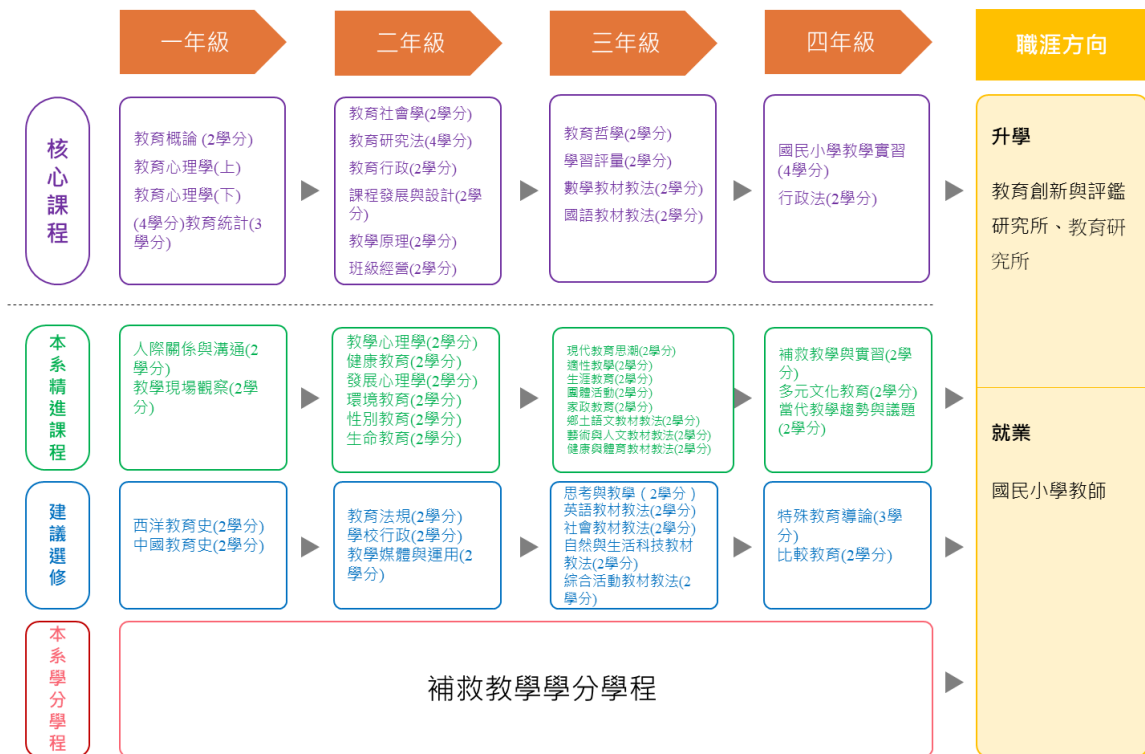 一年級
二年級
三年級
四年級
職涯方向
核心課程
教育概論 (2學分)
教育心理學(上)
教育心理學(下)
(4學分)教育統計(3
學分)
教育社會學(2學分)
教育研究法(4學分)
教育行政(2學分)
課程發展與設計(2學
分)
教學原理(2學分)
班級經營(2學分)
教育哲學(2學分)
學習評量(2學分)
數學教材教法(2學分)
國語教材教法(2學分)
國民小學教學實習
(4學分)
行政法(2學分)
升學
教育創新與評鑑
研究所、教育研
究所
本系精進課程
人際關係與溝通(2
學分)
教學現場觀察(2學
分)
教學心理學(2學分)
健康教育(2學分)
發展心理學(2學分)
環境教育(2學分)
性別教育(2學分)
生命教育(2學分)
現代教育思潮(2學分)
適性教學(2學分)
生涯教育(2學分)
團體活動(2學分)
家政教育(2學分)
鄉土語文教材教法(2學分)
藝術與人文教材教法(2學分)
健康與體育教材教法(2學分)
補救教學與實習(2學
分)
多元文化教育(2學分)
當代教學趨勢與議題
(2學分)
就業
國民小學教師
建議選修
西洋教育史(2學分)
中國教育史(2學分)
教育法規(2學分)
學校行政(2學分)
教學媒體與運用(2
學分)
思考與教學（2學分）
英語教材教法(2學分)
社會教材教法(2學分)
自然與生活科技教材
教法(2學分)
綜合活動教材教法(2
學分)
特殊教育導論(3學
分)
比較教育(2學分)
本系學分學程
補救教學學分學程